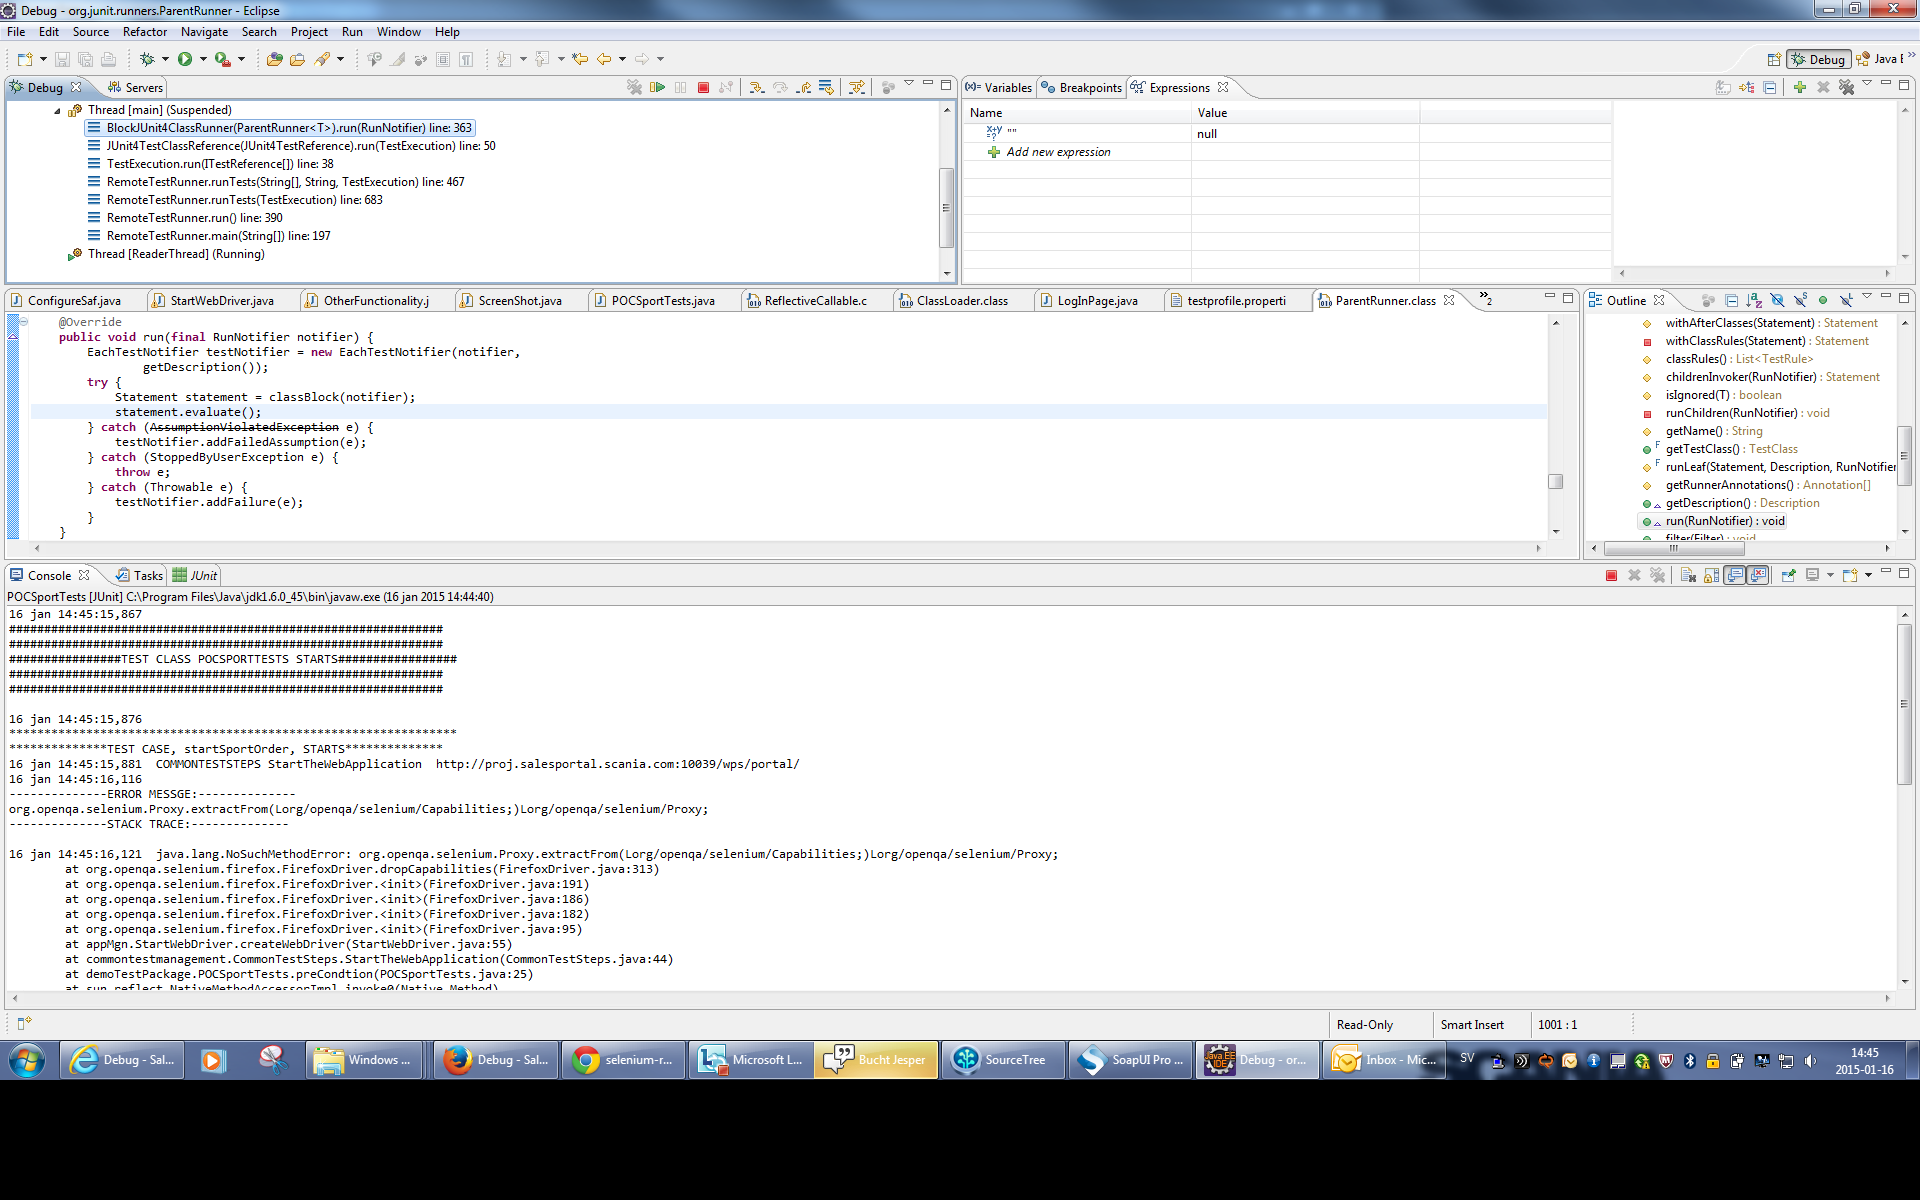 Debug - org.junit.runners.ParentRunner - Eclipse
File Edit Source Refactor Navigate Search Project Run Window Help
Debug Java E
Debug Servers
Thread [main] (Suspended)
BlockJUnit4ClassRunner(ParentRunner<T>).run(RunNotifier) line: 363
JUnit4TestClassReference(JUnit4TestReference).run(TestExecution) line: 50
TestExecution.run(ITestReference[]) line: 38
RemoteTestRunner.runTests(String[], String, TestExecution) line: 467
RemoteTestRunner.runTests(TestExecution) line: 683
RemoteTestRunner.run() line: 390
RemoteTestRunner.main(String[]) line: 197
Thread [ReaderThread] (Running)
(x)= Variables Breakpoints Expressions
Name Value
"" null
Add new expression
ConfigureSaf.java StartWebDriver.java OtherFunctionality.j ScreenShot.java POCSportTests.java ReflectiveCallable.c ClassLoader.class LogInPage.java testprofile.properti ParentRunner.class »2
@Override
public void run(final RunNotifier notifier) {
EachTestNotifier testNotifier = new EachTestNotifier(notifier,
getDescription());
try {
Statement statement = classBlock(notifier);
statement.evaluate();
} catch (AssumptionViolatedException e) {
testNotifier.addFailedAssumption(e);
} catch (StoppedByUserException e) {
throw e;
} catch (Throwable e) {
testNotifier.addFailure(e);
}
}
Outline
withAfterClasses(Statement) : Statement
withClassRules(Statement) : Statement
classRules() : List<TestRule>
childrenInvoker(RunNotifier) : Statement
isIgnored(T) : boolean
runChildren(RunNotifier) : void
getName() : String
getTestClass() : TestClass
runLeaf(Statement, Description, RunNotifier
getRunnerAnnotations() : Annotation[]
getDescription() : Description
run(RunNotifier) : void
filter(Filter) : void
Console Tasks JUnit
POCSportTests [JUnit] C:\Program Files\Java\jdk1.6.0_45\bin\javaw.exe (16 jan 2015 14:44:40)
16 jan 14:45:15,867
##############################################################
##############################################################
################TEST CLASS POCSPORTTESTS STARTS#################
##############################################################
##############################################################
16 jan 14:45:15,876
****************************************************************
**************TEST CASE, startSportOrder, STARTS**************
16 jan 14:45:15,881  COMMONTESTSTEPS StartTheWebApplication  http://proj.salesportal.scania.com:10039/wps/portal/
16 jan 14:45:16,116
--------------ERROR MESSGE:--------------
org.openqa.selenium.Proxy.extractFrom(Lorg/openqa/selenium/Capabilities;)Lorg/openqa/selenium/Proxy;
--------------STACK TRACE:--------------
16 jan 14:45:16,121  java.lang.NoSuchMethodError: org.openqa.selenium.Proxy.extractFrom(Lorg/openqa/selenium/Capabilities;)Lorg/openqa/selenium/Proxy;
at org.openqa.selenium.firefox.FirefoxDriver.dropCapabilities(FirefoxDriver.java:313)
at org.openqa.selenium.firefox.FirefoxDriver.<init>(FirefoxDriver.java:191)
at org.openqa.selenium.firefox.FirefoxDriver.<init>(FirefoxDriver.java:186)
at org.openqa.selenium.firefox.FirefoxDriver.<init>(FirefoxDriver.java:182)
at org.openqa.selenium.firefox.FirefoxDriver.<init>(FirefoxDriver.java:95)
at appMgn.StartWebDriver.createWebDriver(StartWebDriver.java:55)
at commontestmanagement.CommonTestSteps.StartTheWebApplication(CommonTestSteps.java:44)
at demoTestPackage.POCSportTests.preCondtion(POCSportTests.java:25)
at sun.reflect.NativeMethodAccessorImpl.invoke0(Native Method)
Read-Only Smart Insert 1001 : 1
Debug - Sal... Windows ... Debug - Sal... selenium-r... Microsoft L... Bucht Jesper SourceTree SoapUI Pro ... Debug - or... Inbox - Mic... SV 14:45
2015-01-16